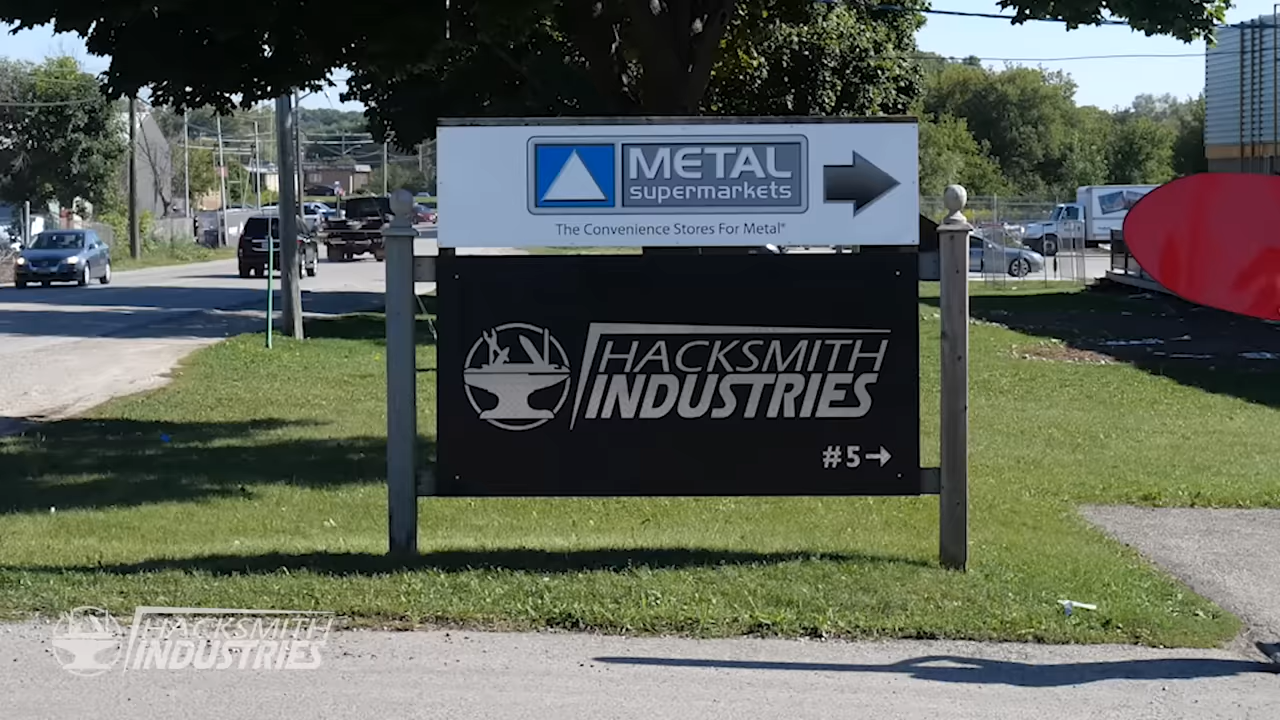 METAL
supermarkets
The Convenience Stores For Metal®
HACKSMITH
INDUSTRIES
#5→
HACKSMITH
INDUSTRIES